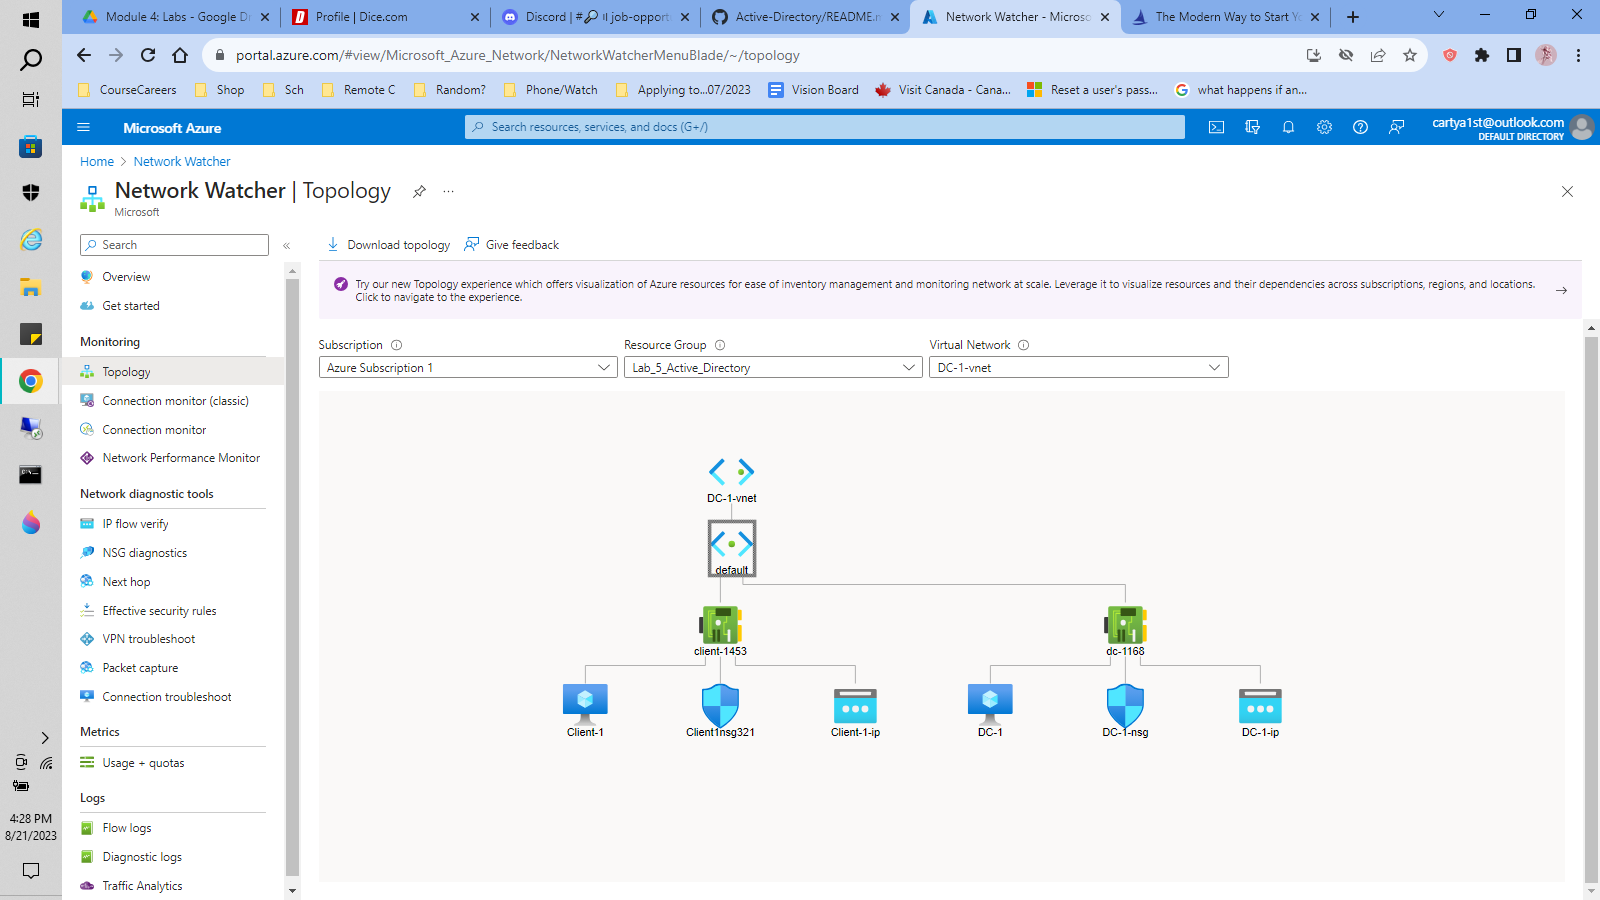 Module 4: Labs - Google Dr
Profile | Dice.com
Discord | #🔎 job-opport
Active-Directory/README.m
Network Watcher - Microso
The Modern Way to Start Yo
portal.azure.com/#view/Microsoft_Azure_Network/NetworkWatcherMenuBlade/~/topology
CourseCareers
Shop
Sch
Remote C
Random?
Phone/Watch
Applying to...07/2023
Vision Board
Visit Canada - Cana...
Reset a user's pass...
what happens if an...
Microsoft Azure
Search resources, services, and docs (G+/)
cartya1st@outlook.com
DEFAULT DIRECTORY
Home > Network Watcher
Network Watcher | Topology
Microsoft
Search
Overview
Get started
Monitoring
Topology
Connection monitor (classic)
Connection monitor
Network Performance Monitor
Network diagnostic tools
IP flow verify
NSG diagnostics
Next hop
Effective security rules
VPN troubleshoot
Packet capture
Connection troubleshoot
Metrics
Usage + quotas
Logs
Flow logs
Diagnostic logs
Traffic Analytics
Download topology
Give feedback
Try our new Topology experience which offers visualization of Azure resources for ease of inventory management and monitoring network at scale. Leverage it to visualize resources and their dependencies across subscriptions, regions, and locations.
Click to navigate to the experience.
Subscription
Resource Group
Virtual Network
Azure Subscription 1
Lab_5_Active_Directory
DC-1-vnet
DC-1-vnet
default
client-1453
dc-1168
Client-1
Client1nsg321
Client-1-ip
DC-1
DC-1-nsg
DC-1-ip
4:28 PM
8/21/2023